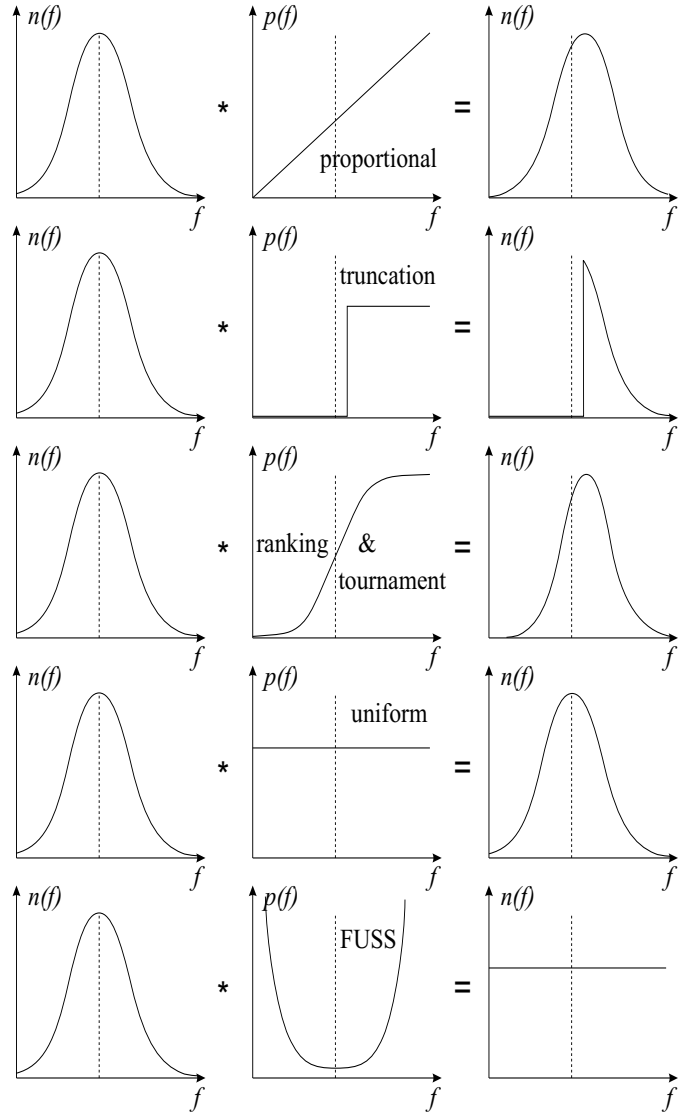 n(f) p(f) n(f)
* proportional =
f f f
n(f) p(f) n(f)
truncation
* =
f f f
n(f) p(f) n(f)
* ranking & =
tournament
f f f
n(f) p(f) n(f)
uniform
* =
f f f
n(f) p(f) n(f)
FUSS
* =
f f f